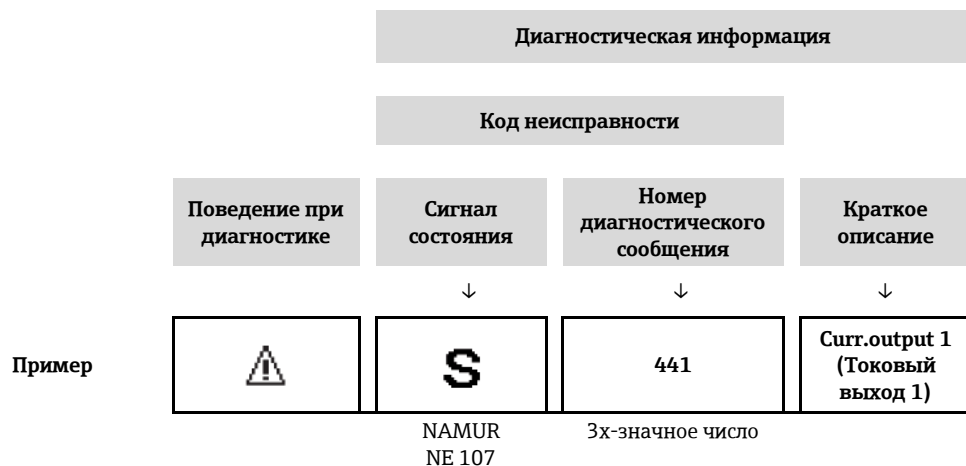 Диагностическая информация
Код неисправности
Поведение при
диагностике
Сигнал
состояния
Номер
диагностического
сообщения
Краткое
описание
↓ ↓ ↓
Пример
S
441
Curr.output 1
(Токовый
выход 1)
NAMUR
NE 107
3х-значное число